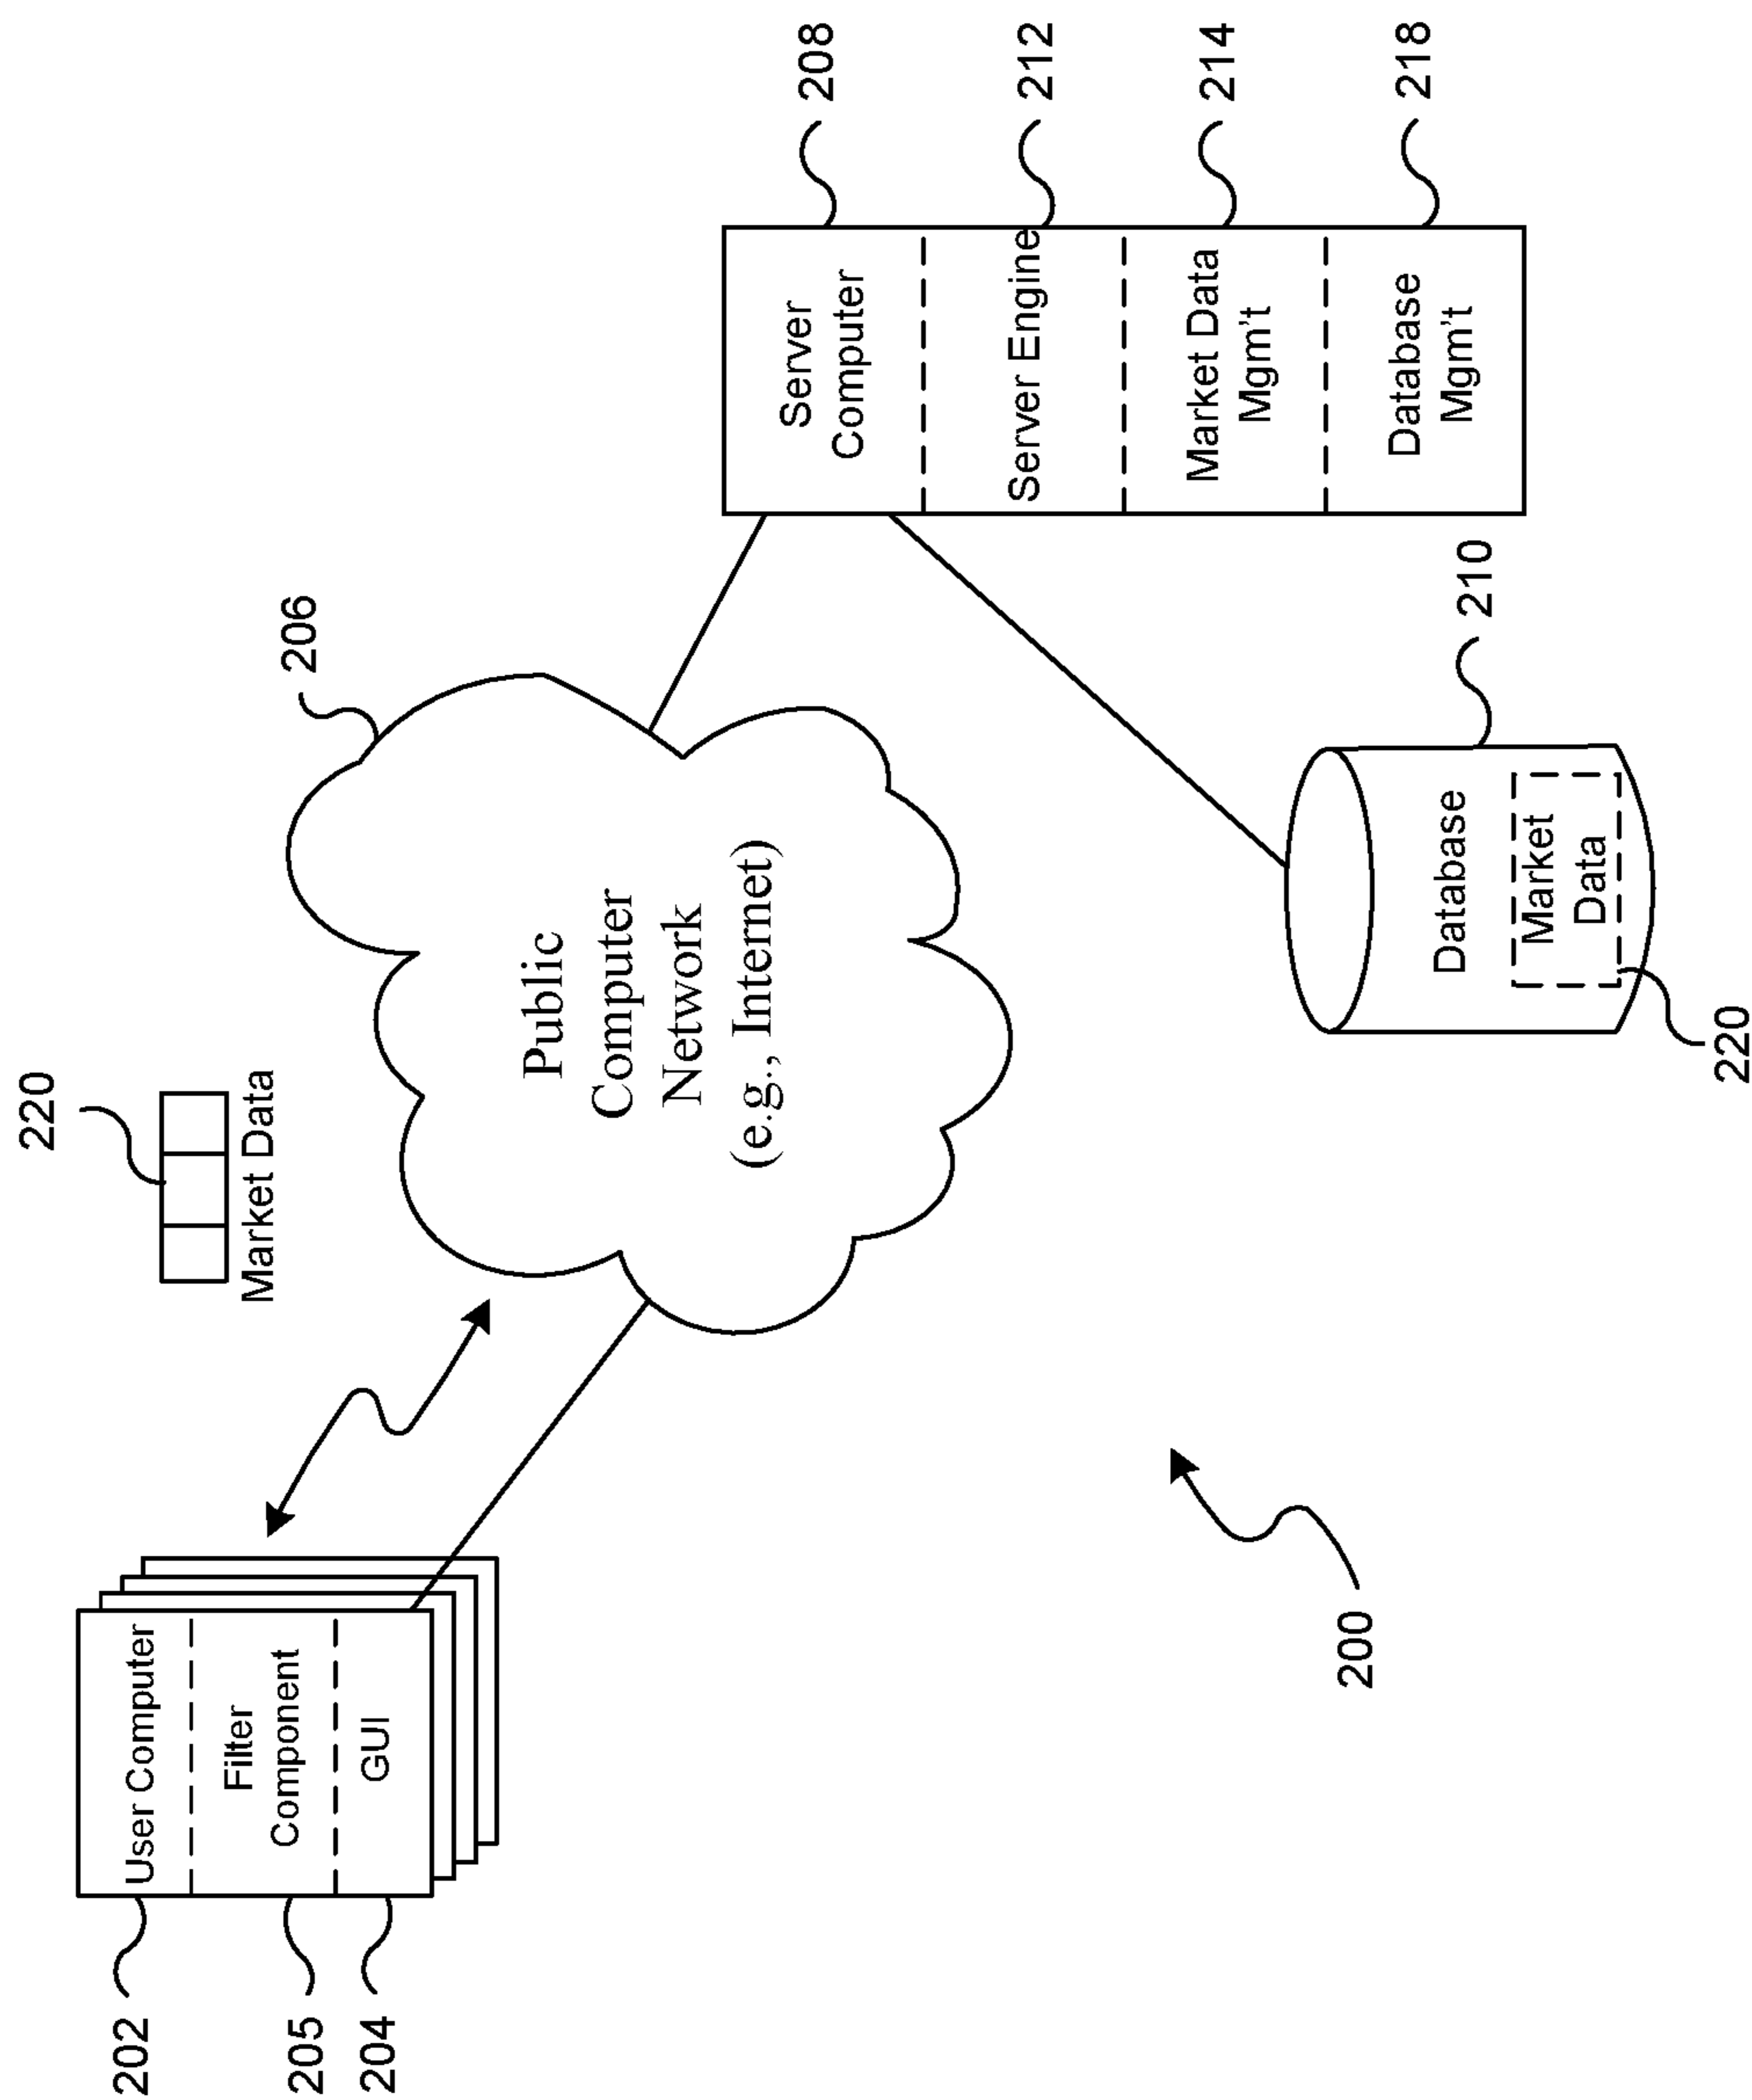 202
205
204
User Computer
Filter
Component
GUI
220
Market Data
206
Public
Computer
Network
(e.g., Internet)
200
Server
Computer
Server Engine
Market Data
Mgm't
Database
Mgm't
208
212
214
218
210
Database
Market
Data
220